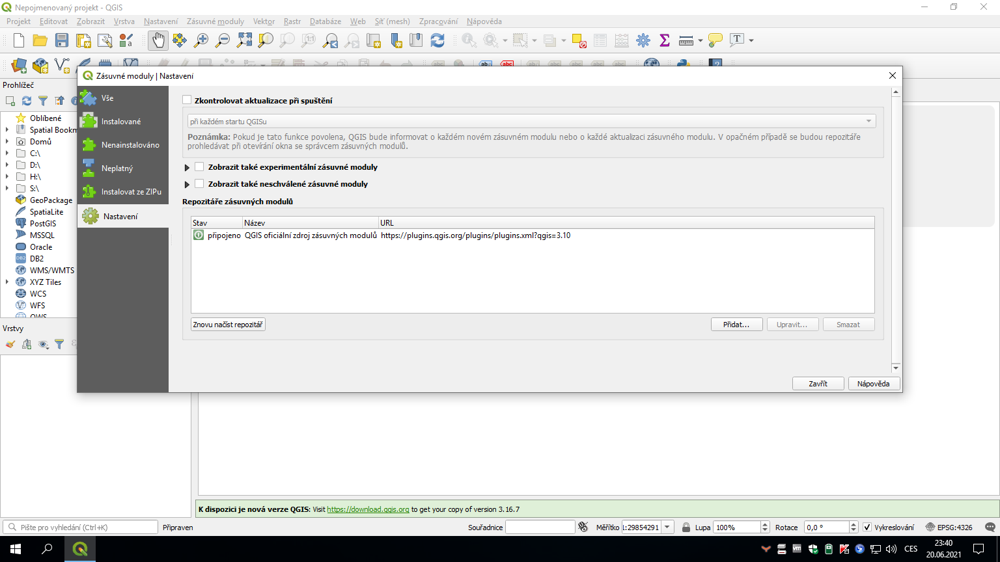 Nepojmenovaný projekt - QGIS
Projekt Editovat Zobrazit Vrstva Nastavení Zásuvné moduly Vektor Rastr Databáze Web Síť (mesh) Zpracování Nápověda
Zásuvné moduly | Nastavení
Prohlížeč
Oblíbené
Spatial Bookm
Domů
C:\
D:\
H:\
S:\
GeoPackage
SpatiaLite
PostGIS
MSSQL
Oracle
DB2
WMS/WMTS
XYZ Tiles
WCS
WFS
OWS
Vrstvy
Vše
Instalované
Nenainstalováno
Neplatný
Instalovat ze ZIPu
Nastavení
Zkontrolovat aktualizace při spuštění
při každém startu QGISu
Poznámka: Pokud je tato funkce povolena, QGIS bude informovat o každém novém zásuvném modulu nebo o každé aktualizaci zásuvného modulu. V opačném případě se budou repozitáře
prohledávat při otevírání okna se správcem zásuvných modulů.
Zobrazit také experimentální zásuvné moduly
Zobrazit také neschválené zásuvné moduly
Repozitáře zásuvných modulů
Stav Název URL
připojeno QGIS oficiální zdroj zásuvných modulů https://plugins.qgis.org/plugins/plugins.xml?qgis=3.10
Znovu načíst repozitář Přidat... Upravit... Smazat
Zavřít Nápověda
K dispozici je nová verze QGIS: Visit https://download.qgis.org to get your copy of version 3.16.7
Pište pro vyhledání (Ctrl+K) Připraven Souřadnice Měřítko 1:29854291 Lupa 100% Rotace 0,0 ° Vykreslování EPSG:4326
CES
23:40
20.06.2021